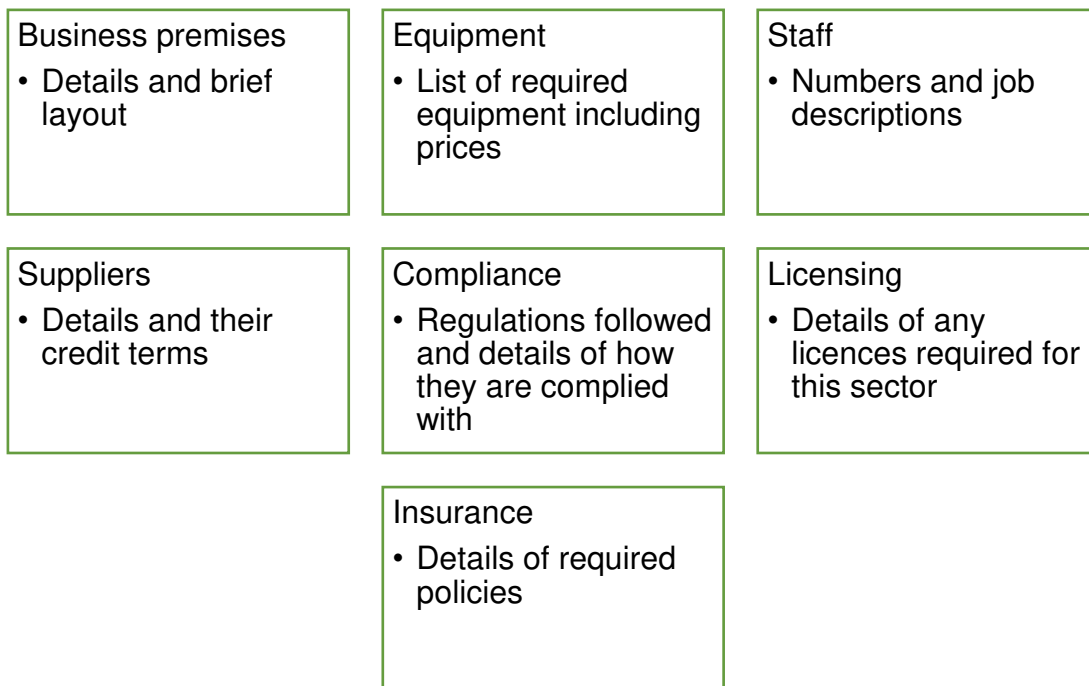 Business premises
• Details and brief
layout
Equipment
• List of required
equipment including
prices
Staff
• Numbers and job
descriptions
Suppliers
• Details and their
credit terms
Compliance
• Regulations followed
and details of how
they are complied
with
Licensing
• Details of any
licences required for
this sector
Insurance
• Details of required
policies